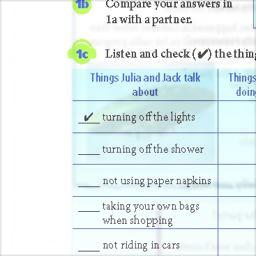 1b Compare your answers in
1a with a partner.
1c Listen and check (✔) the thing
Things Julia and Jack talk
about
Things
doin
✔ turning off the lights
____ turning off the shower
____ not using paper napkins
____ taking your own bags
when shopping
____ not riding in cars